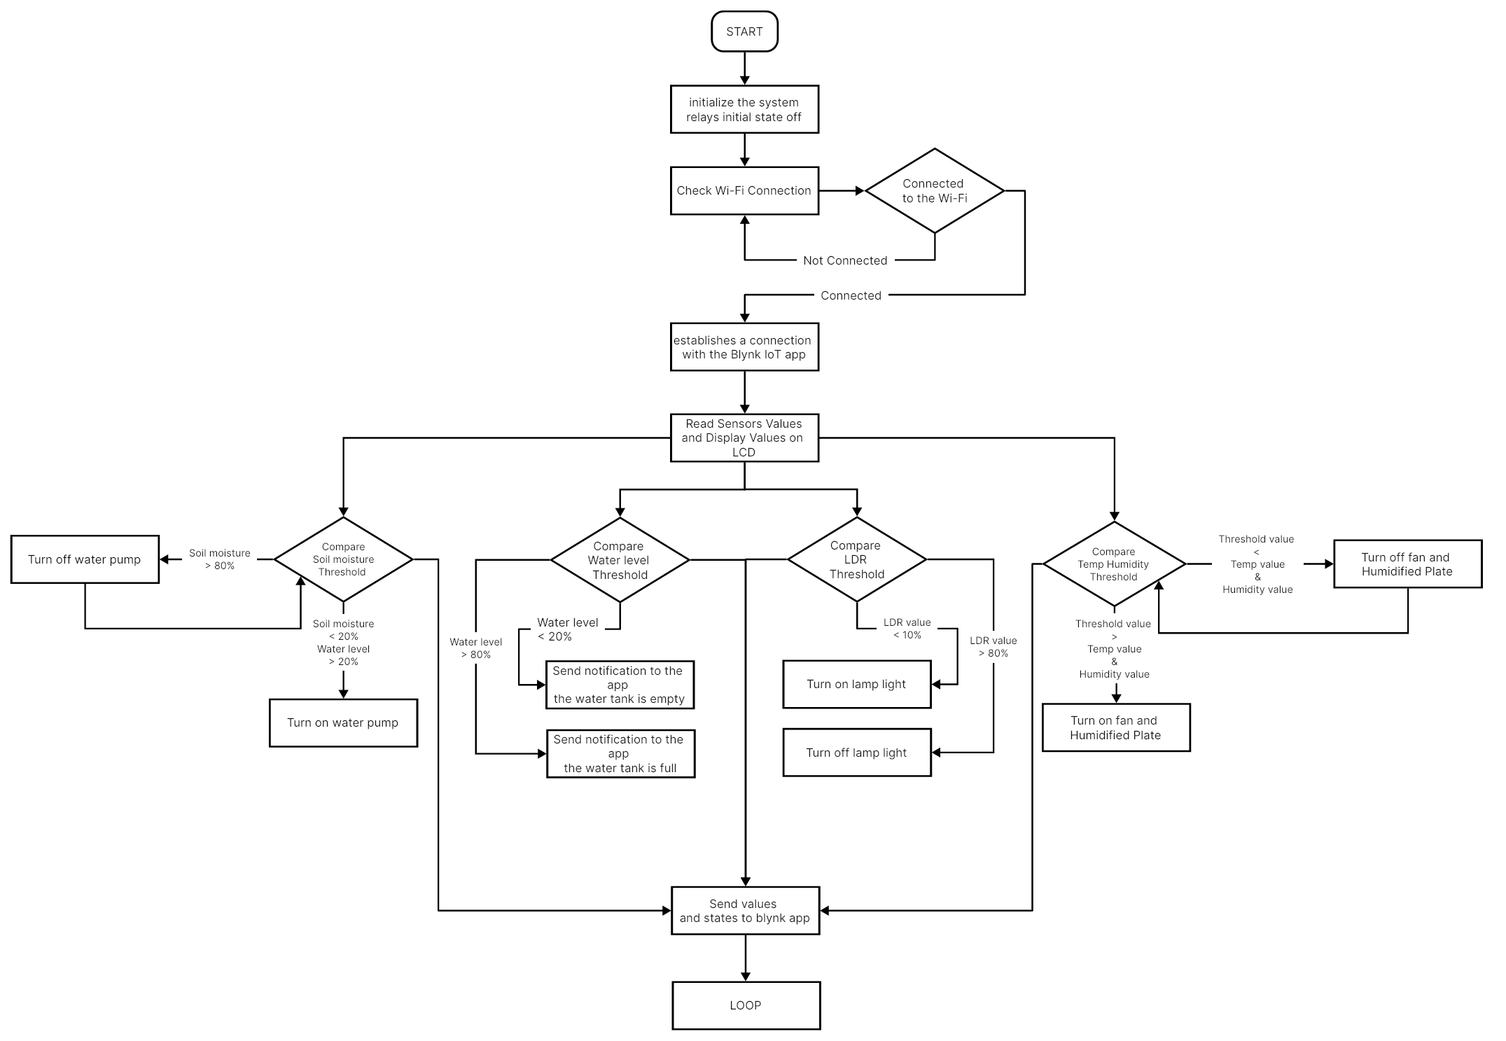 START
initialize the system
relays initial state off
Check Wi-Fi Connection
Connected
to the Wi-Fi
Not Connected
Connected
establishes a connection
with the Blynk IoT app
Read Sensors Values
and Display Values on
LCD
Turn off water pump
Soil moisture
> 80%
Compare
Soil moisture
Threshold
Soil moisture
< 20%
Water level
> 20%
Turn on water pump
Compare
Water level
Threshold
Water level
> 80%
Water level
< 20%
Send notification to the
app
the water tank is empty
Send notification to the
app
the water tank is full
Compare
LDR
Threshold
LDR value
< 10%
LDR value
> 80%
Turn on lamp light
Turn off lamp light
Compare
Temp Humidity
Threshold
Threshold value
<
Temp value
&
Humidity value
Turn off fan and
Humidified Plate
Threshold value
>
Temp value
&
Humidity value
Turn on fan and
Humidified Plate
Send values
and states to blynk app
LOOP